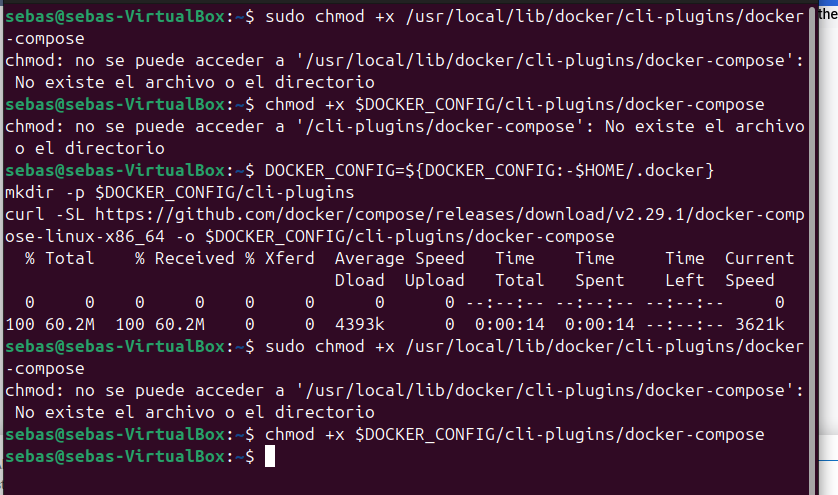 sebas@sebas-VirtualBox:~$ sudo chmod +x /usr/local/lib/docker/cli-plugins/docker
-compose
chmod: no se puede acceder a '/usr/local/lib/docker/cli-plugins/docker-compose':
 No existe el archivo o el directorio
sebas@sebas-VirtualBox:~$ chmod +x $DOCKER_CONFIG/cli-plugins/docker-compose
chmod: no se puede acceder a '/cli-plugins/docker-compose': No existe el archivo
 o el directorio
sebas@sebas-VirtualBox:~$ DOCKER_CONFIG=${DOCKER_CONFIG:-$HOME/.docker}
mkdir -p $DOCKER_CONFIG/cli-plugins
curl -SL https://github.com/docker/compose/releases/download/v2.29.1/docker-comp
ose-linux-x86_64 -o $DOCKER_CONFIG/cli-plugins/docker-compose
  % Total    % Received % Xferd  Average Speed   Time    Time     Time  Current
                                 Dload  Upload   Total   Spent    Left  Speed
  0     0    0     0    0     0      0      0 --:--:-- --:--:-- --:--:--     0
100 60.2M  100 60.2M    0     0  4393k      0  0:00:14  0:00:14 --:--:-- 3621k
sebas@sebas-VirtualBox:~$ sudo chmod +x /usr/local/lib/docker/cli-plugins/docker
-compose
chmod: no se puede acceder a '/usr/local/lib/docker/cli-plugins/docker-compose':
 No existe el archivo o el directorio
sebas@sebas-VirtualBox:~$ chmod +x $DOCKER_CONFIG/cli-plugins/docker-compose
sebas@sebas-VirtualBox:~$
the